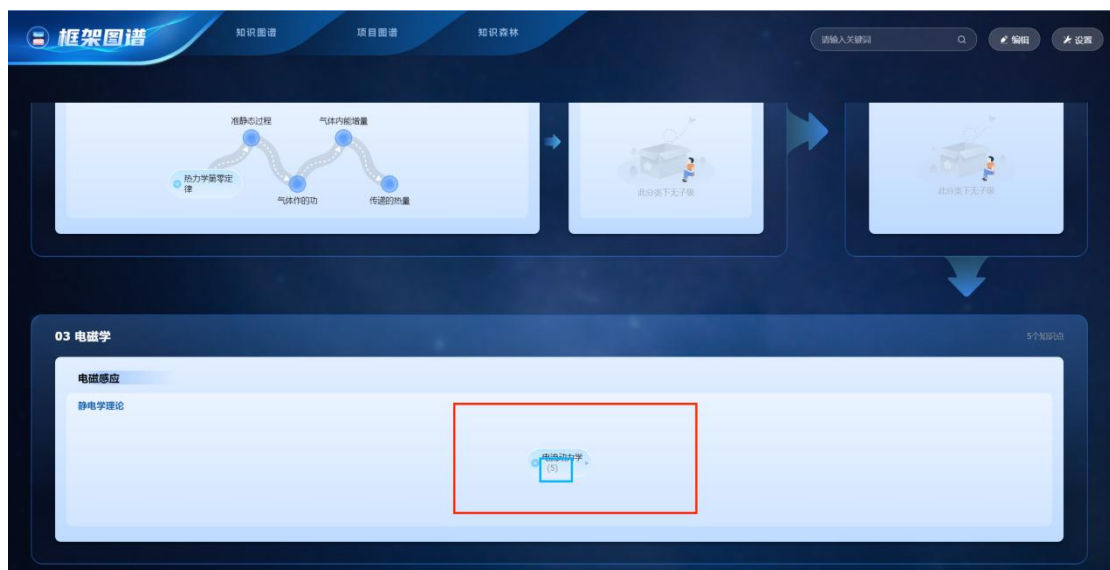 框架图谱
知识图谱
项目图谱
知识森林
请输入关键词
编辑
设置
准静态过程
气体内能增量
热力学第零定
律
气体作的功
传递的热量
此分类下无子级
此分类下无子级
03 电磁学
5个知识点
电磁感应
静电学理论
电流动力学
(5)